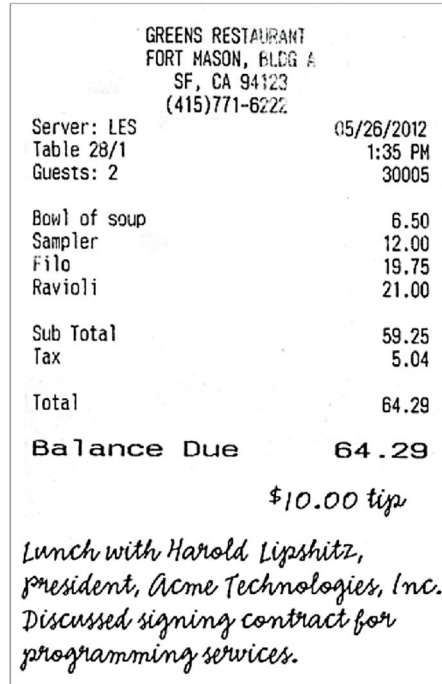 GREENS RESTAURANT
FORT MASON, BLDG A
SF, CA 94123
(415)771-6222
Server: LES 05/26/2012
Table 28/1 1:35 PM
Guests: 2 30005
Bowl of soup 6.50
Sampler 12.00
Filo 19.75
Ravioli 21.00
Sub Total 59.25
Tax 5.04
Total 64.29
Balance Due 64.29
$10.00 tip
Lunch with Harold Lipshitz,
president, Acme Technologies, Inc.
Discussed signing contract for
programming services.